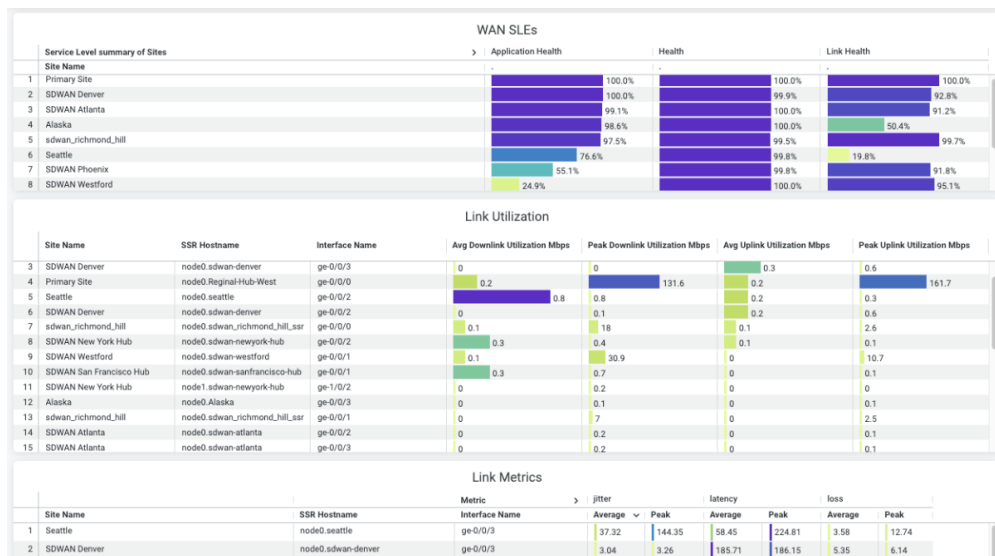 WAN SLEs
Service Level summary of Sites > Application Health Health Link Health
Site Name - - -
1 Primary Site 100.0% 100.0% 100.0%
2 SDWAN Denver 100.0% 99.9% 92.8%
3 SDWAN Atlanta 99.1% 100.0% 91.2%
4 Alaska 98.6% 100.0% 50.4%
5 sdwan_richmond_hill 97.5% 99.5% 99.7%
6 Seattle 76.6% 99.8% 19.8%
7 SDWAN Phoenix 55.1% 99.8% 91.8%
8 SDWAN Westford 24.9% 100.0% 95.1%
Link Utilization
Site Name SSR Hostname Interface Name Avg Downlink Utilization Mbps Peak Downlink Utilization Mbps Avg Uplink Utilization Mbps Peak Uplink Utilization Mbps
3 SDWAN Denver node0.sdwan-denver ge-0/0/3 0 0 0.3 0.6
4 Primary Site node0.Reginal-Hub-West ge-0/0/0 0.2 131.6 0.2 161.7
5 Seattle node0.seattle ge-0/0/2 0.8 0.8 0.2 0.3
6 SDWAN Denver node0.sdwan-denver ge-0/0/2 0 0.1 0.2 0.6
7 sdwan_richmond_hill node0.sdwan_richmond_hill_ssr ge-0/0/0 0.1 18 0.1 2.6
8 SDWAN New York Hub node0.sdwan-newyork-hub ge-0/0/2 0.3 0.4 0.1 0.1
9 SDWAN Westford node0.sdwan-westford ge-0/0/1 0.1 30.9 0 10.7
10 SDWAN San Francisco Hub node0.sdwan-sanfrancisco-hub ge-0/0/1 0.3 0.7 0 0.1
11 SDWAN New York Hub node1.sdwan-newyork-hub ge-1/0/2 0 0.2 0 0.1
12 Alaska node0.Alaska ge-0/0/3 0 0.1 0 0.1
13 sdwan_richmond_hill node0.sdwan_richmond_hill_ssr ge-0/0/1 0 7 0 2.5
14 SDWAN Atlanta node0.sdwan-atlanta ge-0/0/2 0 0.2 0 0.1
15 SDWAN Atlanta node0.sdwan-atlanta ge-0/0/3 0 0.2 0 0.1
Link Metrics
Metric > jitter latency loss
Site Name SSR Hostname Interface Name Average Peak Average Peak Average Peak
1 Seattle node0.seattle ge-0/0/3 37.32 144.35 58.45 224.81 3.58 12.74
2 SDWAN Denver node0.sdwan-denver ge-0/0/3 3.04 3.26 185.71 186.15 5.35 6.14